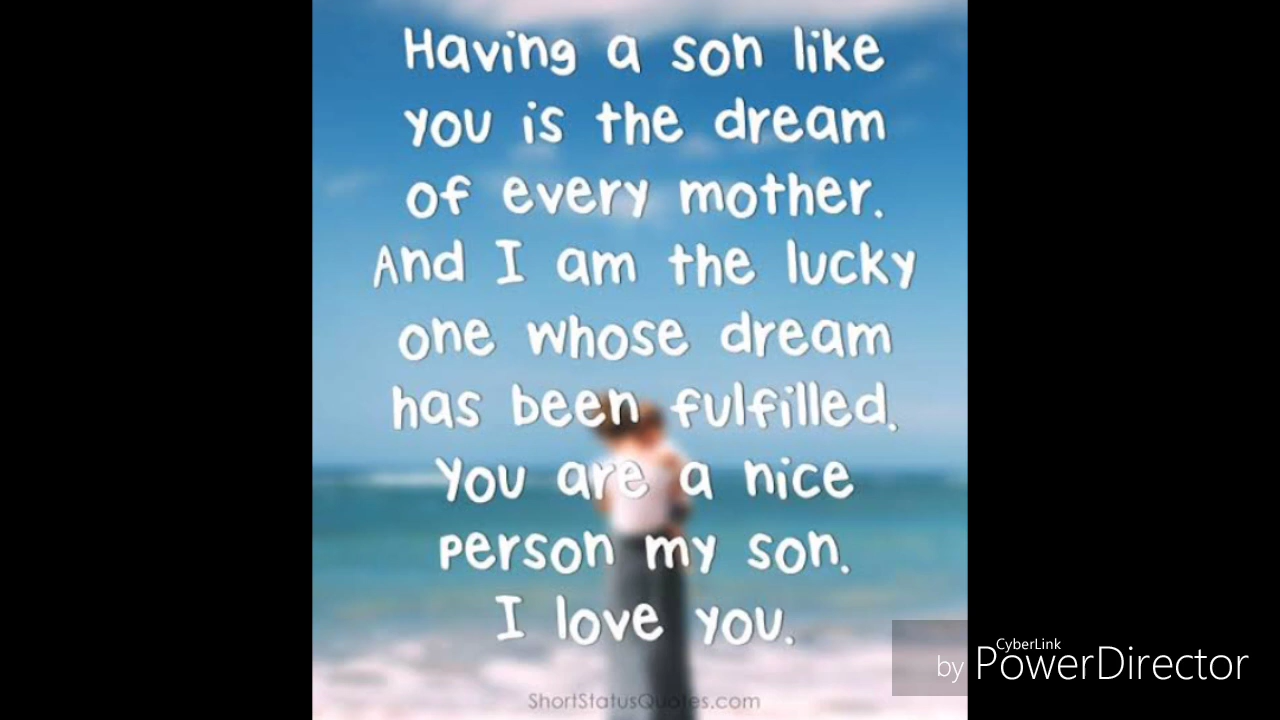 Having a son like
you is the dream
of every mother.
And I am the lucky
one whose dream
has been fulfilled.
You are a nice
person my son.
I love you.
ShortStatusQuotes.com
CyberLink
by PowerDirector